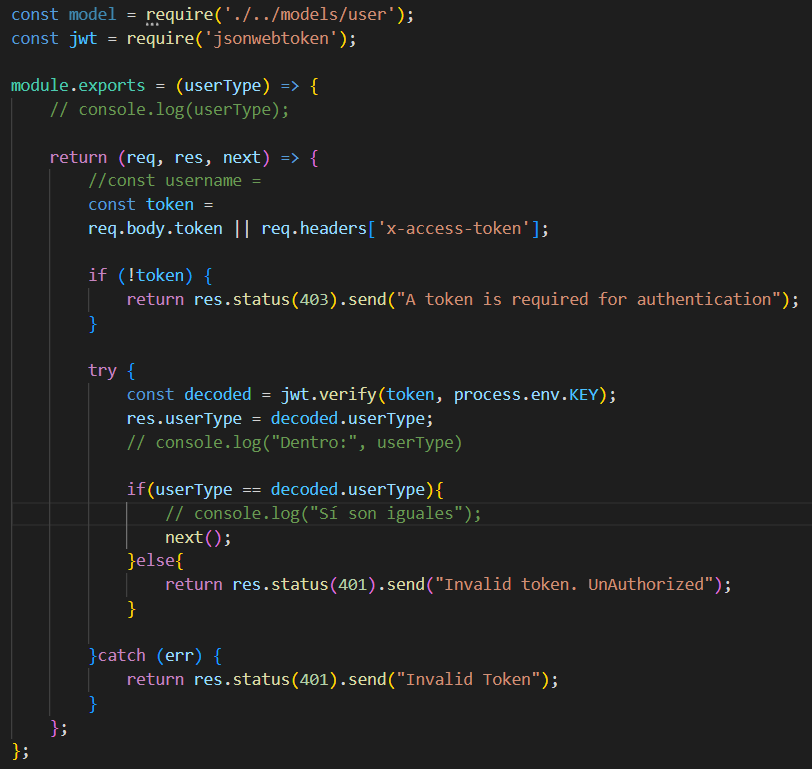 const model = require('./../models/user');
const jwt = require('jsonwebtoken');

module.exports = (userType) => {
    // console.log(userType);

    return (req, res, next) => {
        //const username =
        const token =
        req.body.token || req.headers['x-access-token'];

        if (!token) {
            return res.status(403).send("A token is required for authentication");
        }

        try {
            const decoded = jwt.verify(token, process.env.KEY);
            res.userType = decoded.userType;
            // console.log("Dentro:", userType)

            if(userType == decoded.userType){
                // console.log("Sí son iguales");
                next();
            }else{
                return res.status(401).send("Invalid token. UnAuthorized");
            }

        }catch (err) {
            return res.status(401).send("Invalid Token");
        }
    };
};